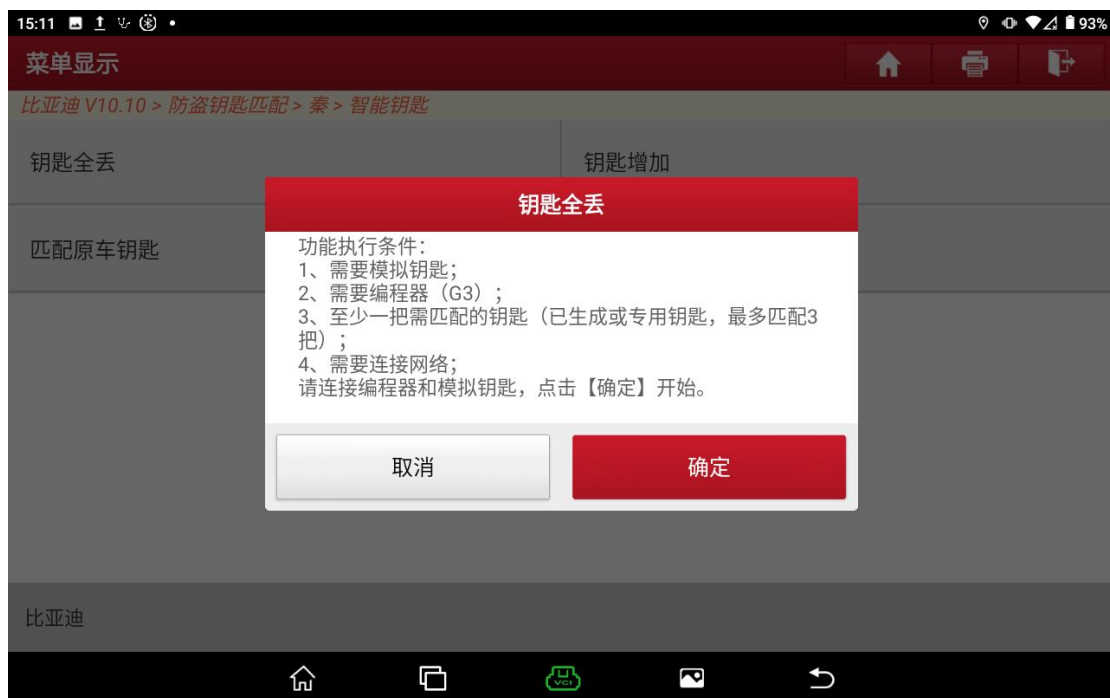 15:11
93%
菜单显示
比亚迪 V10.10 > 防盗钥匙匹配 > 秦 > 智能钥匙
钥匙全丢
钥匙增加
匹配原车钥匙
钥匙全丢
功能执行条件：
1、需要模拟钥匙；
2、需要编程器（G3）；
3、至少一把需匹配的钥匙（已生成或专用钥匙，最多匹配3
把）；
4、需要连接网络；
请连接编程器和模拟钥匙，点击【确定】开始。
取消
确定
比亚迪
VCI